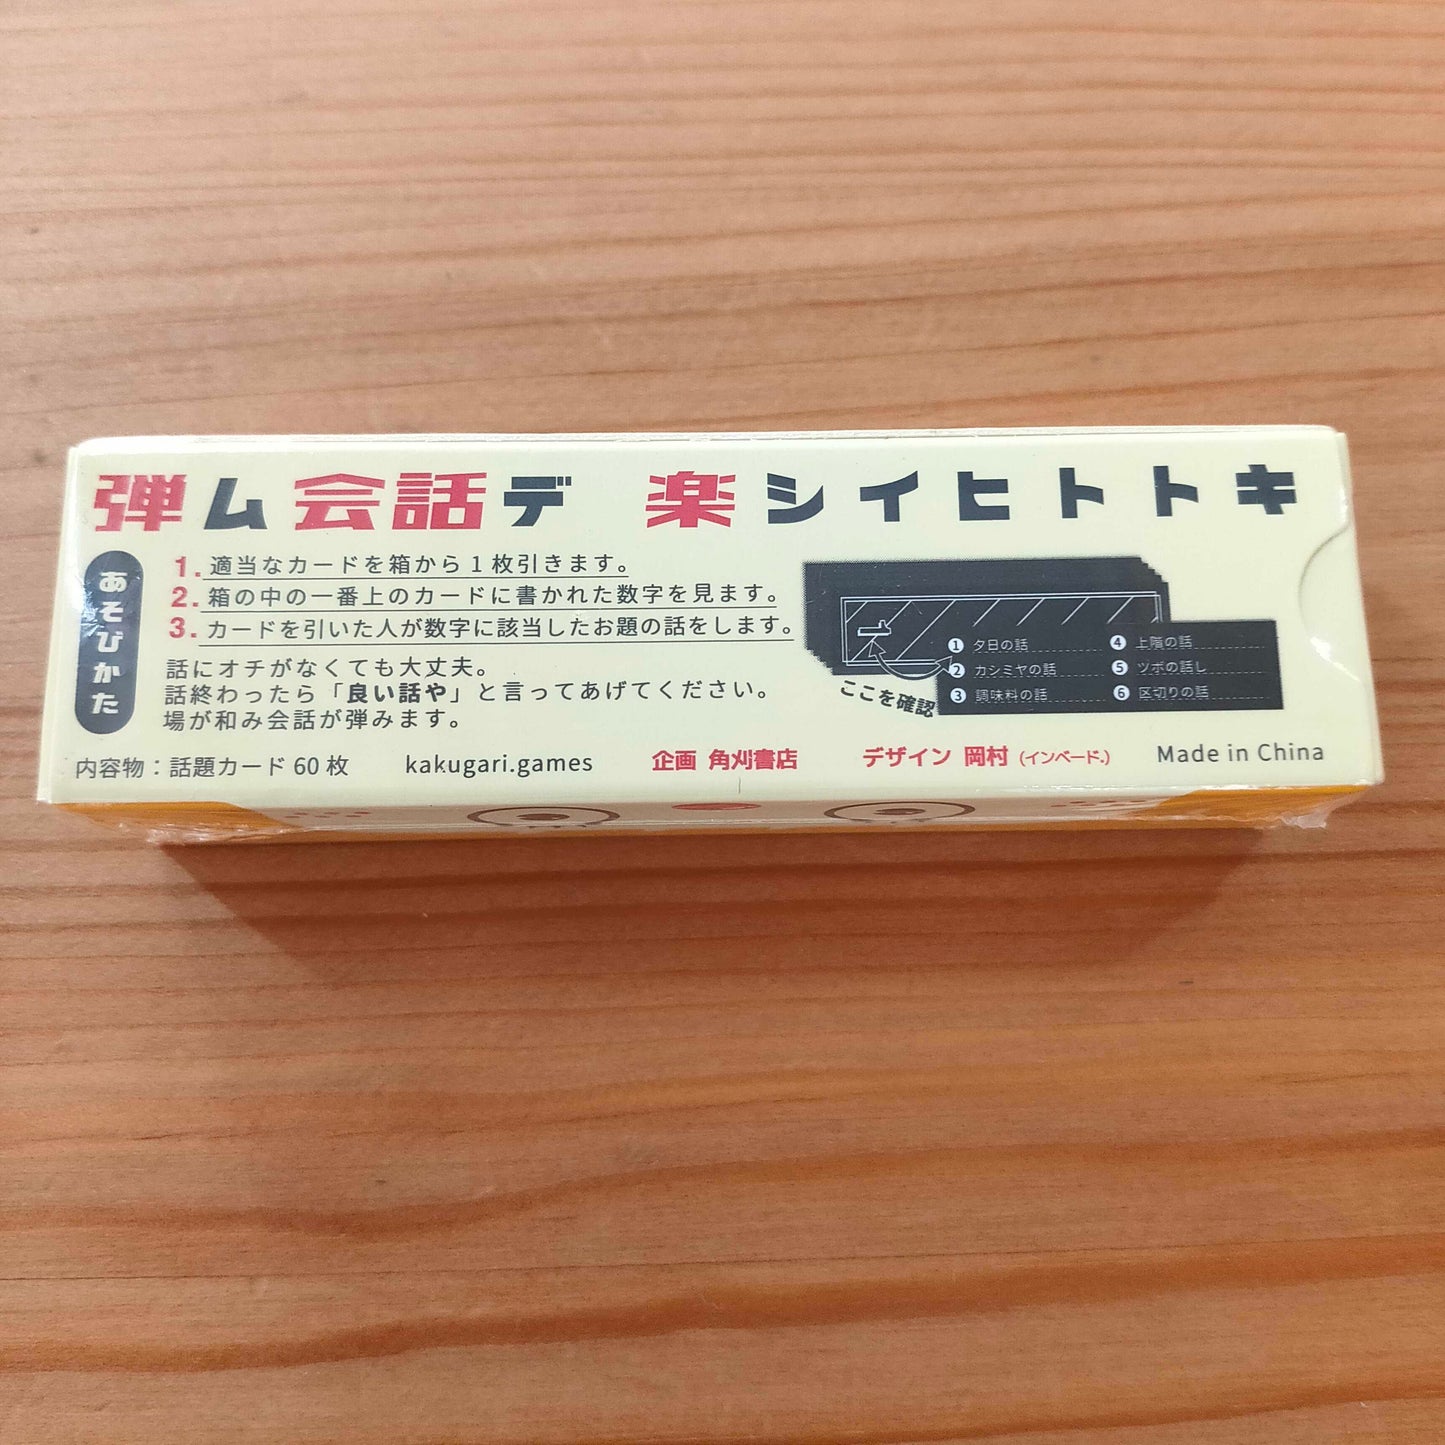 弾ム会話デ 楽シイヒトトキ
あそびかた
1. 適当なカードを箱から1枚引きます。
2. 箱の中の一番上のカードに書かれた数字を見ます。
3. カードを引いた人が数字に該当したお題の話をします。
話にオチがなくても大丈夫。
話終わったら「良い話や」と言ってあげてください。
場が和み会話が弾みます。
ここを確認
1 夕日の話
2 カシミヤの話
3 調味料の話
4 上階の話
5 ツボの話し
6 区切りの話
内容物：話題カード60枚 kakugari.games 企画 角刈書店 デザイン 岡村（インベード.） Made in China